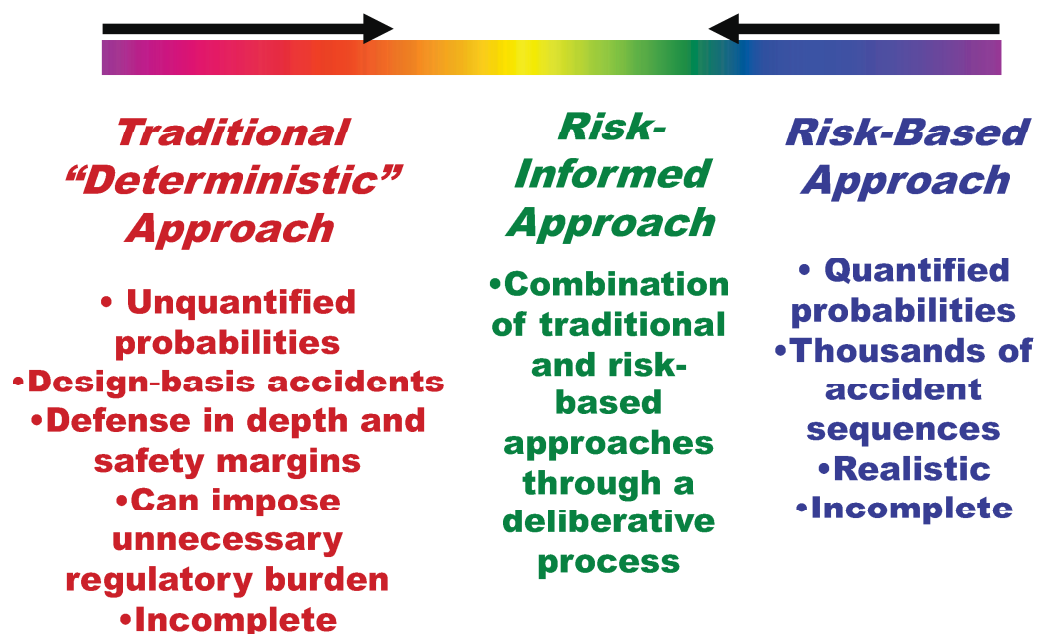 Traditional
“Deterministic”
Approach
• Unquantified
probabilities
•Design-basis accidents
•Defense in depth and
safety margins
•Can impose
unnecessary
regulatory burden
•Incomplete
Risk-
Informed
Approach
•Combination
of traditional
and risk-
based
approaches
through a
deliberative
process
Risk-Based
Approach
• Quantified
probabilities
•Thousands of
accident
sequences
•Realistic
•Incomplete